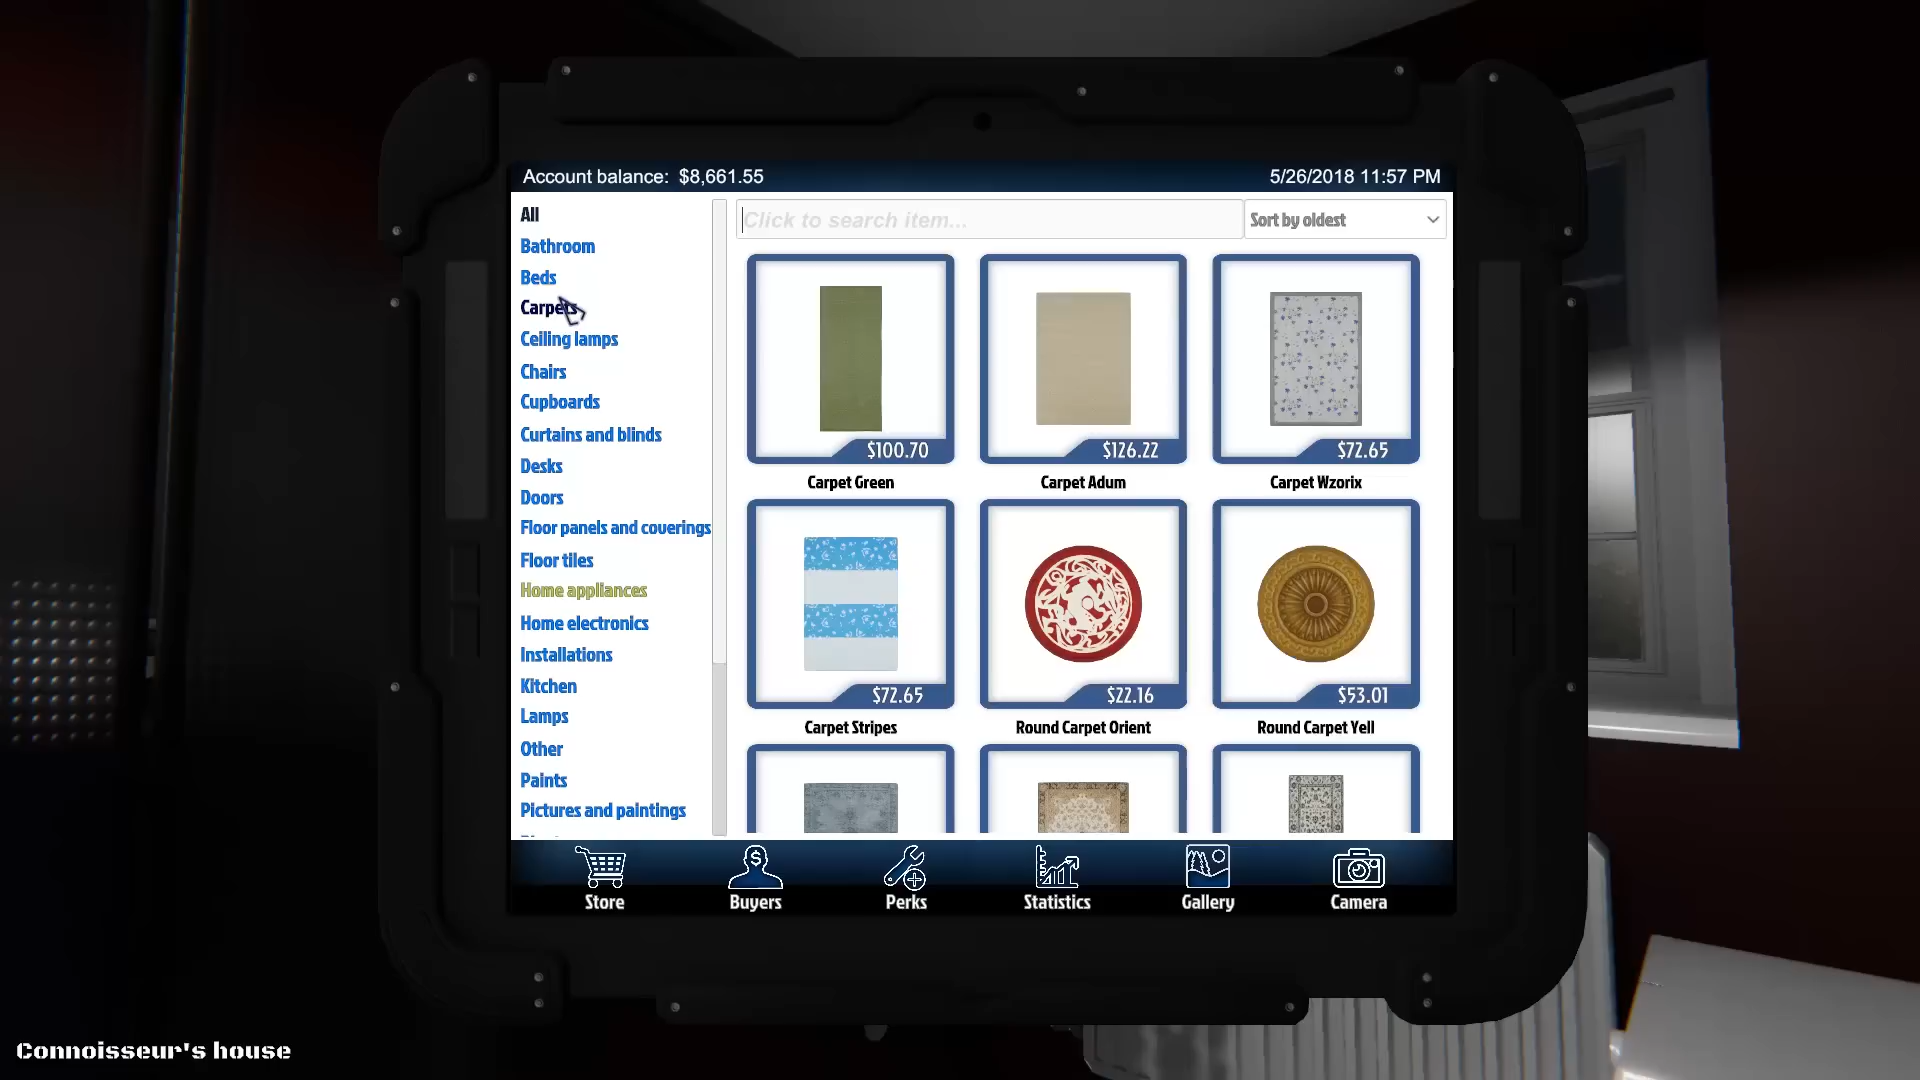 Account balance: $8,661.55
5/26/2018 11:57 PM
All
Bathroom
Beds
Carpets
Ceiling lamps
Chairs
Cupboards
Curtains and blinds
Desks
Doors
Floor panels and coverings
Floor tiles
Home appliances
Home electronics
Installations
Kitchen
Lamps
Other
Paints
Pictures and paintings
Click to search item...
Sort by oldest
$100.70
$126.22
$72.65
Carpet Green
Carpet Adum
Carpet Wzorix
$72.65
$22.16
$53.01
Carpet Stripes
Round Carpet Orient
Round Carpet Yell
Store
Buyers
Perks
Statistics
Gallery
Camera
Connoisseur's house